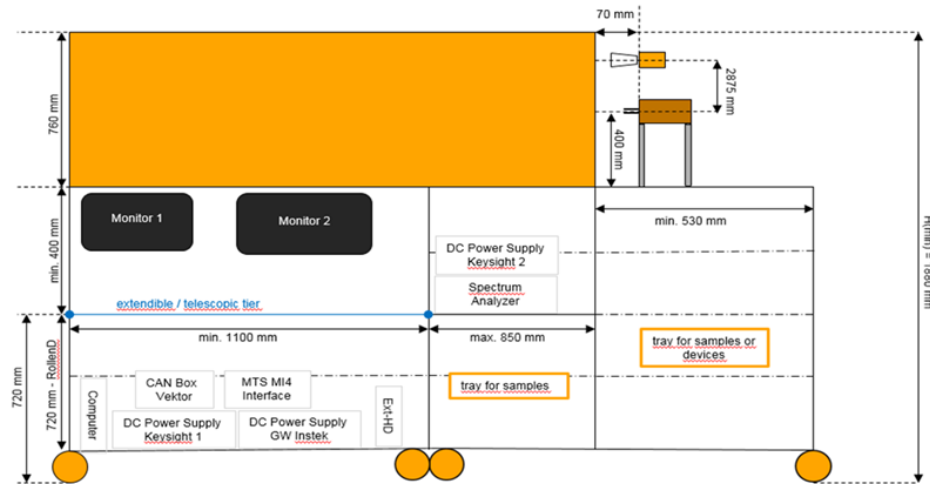 70 mm
2875 mm
400 mm
760 mm
Monitor 1
Monitor 2
min. 400 mm
min. 530 mm
H(min) = 1880 mm
DC Power Supply
Keysight 2
Spectrum
Analyzer
extendible / telescopic tier
min. 1100 mm
max. 850 mm
tray for samples or
devices
720 mm
720 mm - RollenD
CAN Box
Vektor
MTS MI4
Interface
tray for samples
Computer
DC Power Supply
Keysight 1
DC Power Supply
GW Instek
Ext-HD